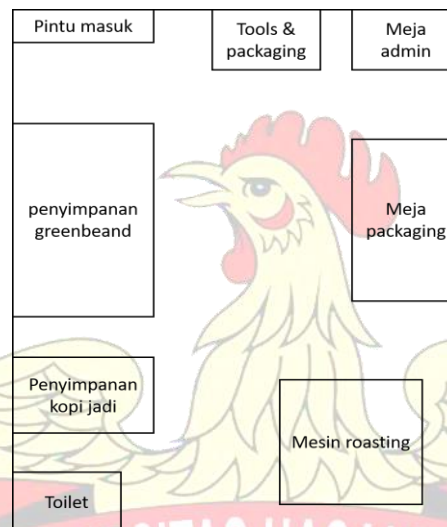 Pintu masuk
Tools &
packaging
Meja
admin
penyimpanan
greenbeand
Meja
packaging
Penyimpanan
kopi jadi
Mesin roasting
Toilet